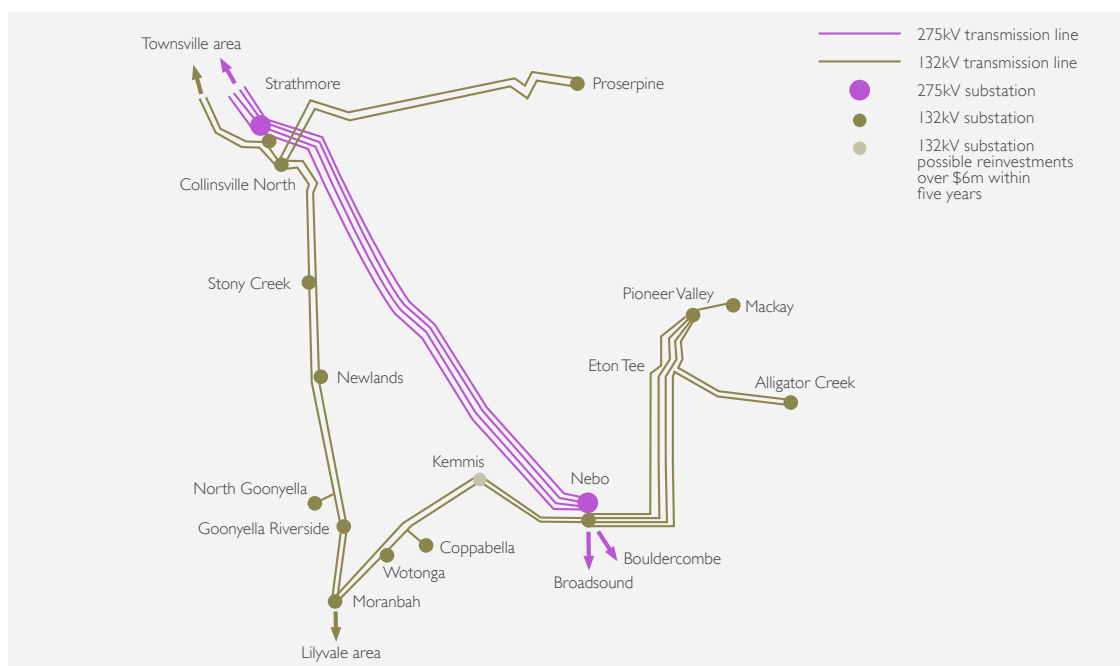 Townsville area
Strathmore
Proserpine
Collinsville North
275kV transmission line
132kV transmission line
275kV substation
132kV substation
132kV substation
possible reinvestments
over $6m within
five years
Stony Creek
Pioneer Valley
Mackay
Newlands
Eton Tee
Alligator Creek
Kemmis
Nebo
North Goonyella
Goonyella Riverside
Coppabella
Wotonga
Bouldercombe
Broadsound
Moranbah
Lilyvale area